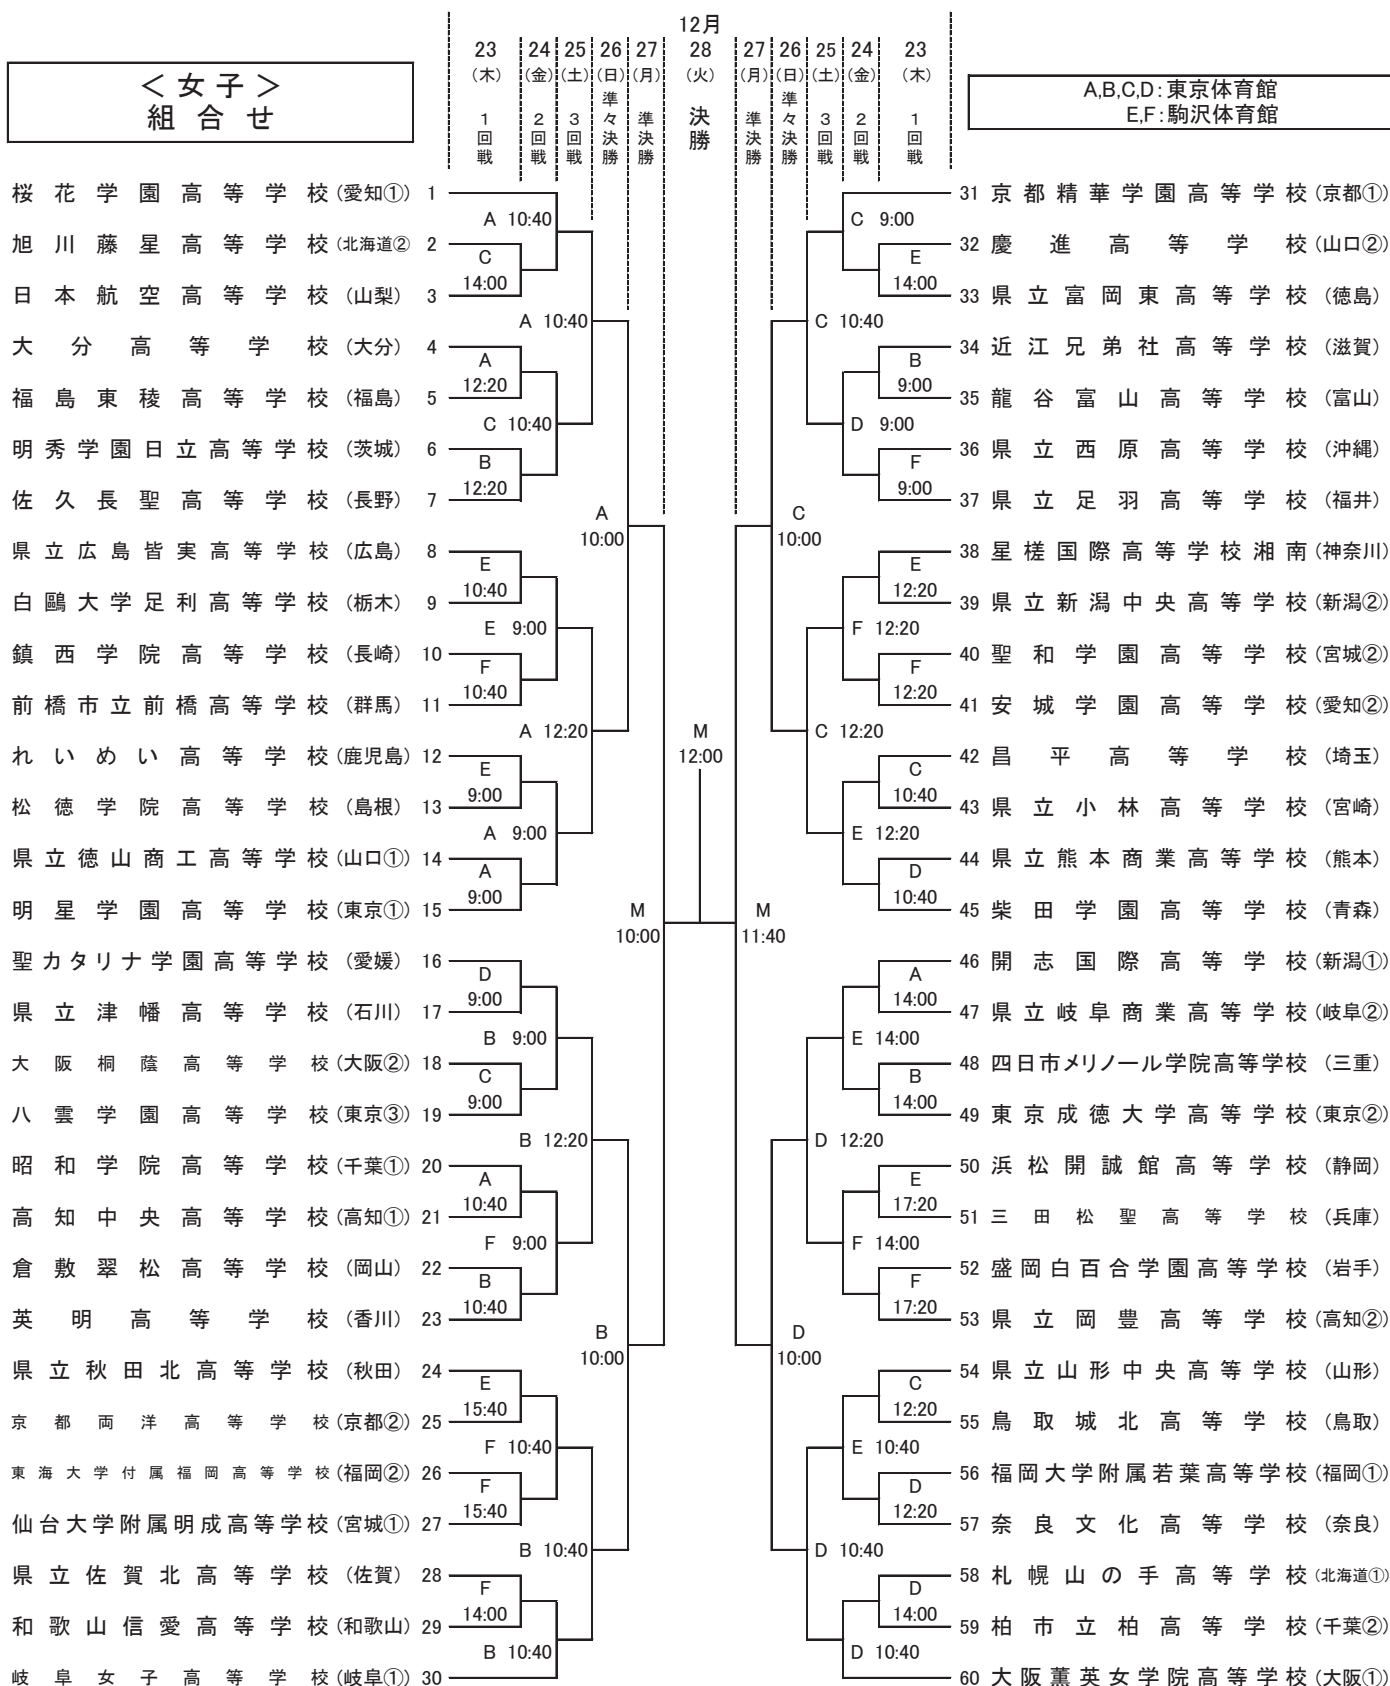 12月
23 24 25 26 27 28 27 26 25 24 23
(木) (金) (土) (日) (月) (火) (月) (日) (土) (金) (木)
1回戦 2回戦 3回戦 準々決勝 準決勝 決勝 準決勝 準々決勝 3回戦 2回戦 1回戦
＜女子＞
組合せ
A,B,C,D:東京体育館
E,F:駒沢体育館
桜花学園高等学校(愛知①) 1
旭川藤星高等学校(北海道②) 2
日本航空高等学校(山梨) 3
大分高等学校(大分) 4
福島東稜高等学校(福島) 5
明秀学園日立高等学校(茨城) 6
佐久長聖高等学校(長野) 7
県立広島皆実高等学校(広島) 8
白鷗大学足利高等学校(栃木) 9
鎮西学院高等学校(長崎) 10
前橋市立前橋高等学校(群馬) 11
れいめい高等学校(鹿児島) 12
松徳学院高等学校(島根) 13
県立徳山商工高等学校(山口①) 14
明星学園高等学校(東京①) 15
聖カタリナ学園高等学校(愛媛) 16
県立津幡高等学校(石川) 17
大阪桐蔭高等学校(大阪②) 18
八雲学園高等学校(東京③) 19
昭和学院高等学校(千葉①) 20
高知中央高等学校(高知①) 21
倉敷翠松高等学校(岡山) 22
英明高等学校(香川) 23
県立秋田北高等学校(秋田) 24
京都両洋高等学校(京都②) 25
東海大学付属福岡高等学校(福岡②) 26
仙台大学附属明成高等学校(宮城①) 27
県立佐賀北高等学校(佐賀) 28
和歌山信愛高等学校(和歌山) 29
岐阜女子高等学校(岐阜①) 30
A 10:40
C
14:00
A 10:40
A
12:20
C 10:40
B
12:20
A
10:00
E
10:40
E 9:00
F
10:40
A 12:20
E
9:00
A 9:00
A
9:00
M
10:00
D
9:00
B 9:00
C
9:00
B 12:20
A
10:40
F 9:00
B
10:40
B
10:00
E
15:40
F 10:40
F
15:40
B 10:40
F
14:00
B 10:40
M
12:00
C 9:00
E
14:00
C 10:40
B
9:00
D 9:00
F
9:00
C
10:00
E
12:20
F 12:20
F
12:20
C 12:20
C
10:40
E 12:20
D
10:40
M
11:40
A
14:00
E 14:00
B
14:00
D 12:20
E
17:20
F 14:00
F
17:20
D
10:00
C
12:20
E 10:40
D
12:20
D 10:40
D
14:00
D 10:40
31 京都精華学園高等学校(京都①)
32 慶進高等学校(山口②)
33 県立富岡東高等学校(徳島)
34 近江兄弟社高等学校(滋賀)
35 龍谷富山高等学校(富山)
36 県立西原高等学校(沖縄)
37 県立足羽高等学校(福井)
38 星槎国際高等学校湘南(神奈川)
39 県立新潟中央高等学校(新潟②)
40 聖和学園高等学校(宮城②)
41 安城学園高等学校(愛知②)
42 昌平高等学校(埼玉)
43 県立小林高等学校(宮崎)
44 県立熊本商業高等学校(熊本)
45 柴田学園高等学校(青森)
46 開志国際高等学校(新潟①)
47 県立岐阜商業高等学校(岐阜②)
48 四日市メリノール学院高等学校(三重)
49 東京成徳大学高等学校(東京②)
50 浜松開誠館高等学校(静岡)
51 三田松聖高等学校(兵庫)
52 盛岡白百合学園高等学校(岩手)
53 県立岡豊高等学校(高知②)
54 県立山形中央高等学校(山形)
55 鳥取城北高等学校(鳥取)
56 福岡大学附属若葉高等学校(福岡①)
57 奈良文化高等学校(奈良)
58 札幌山の手高等学校(北海道①)
59 柏市立柏高等学校(千葉②)
60 大阪薫英女学院高等学校(大阪①)